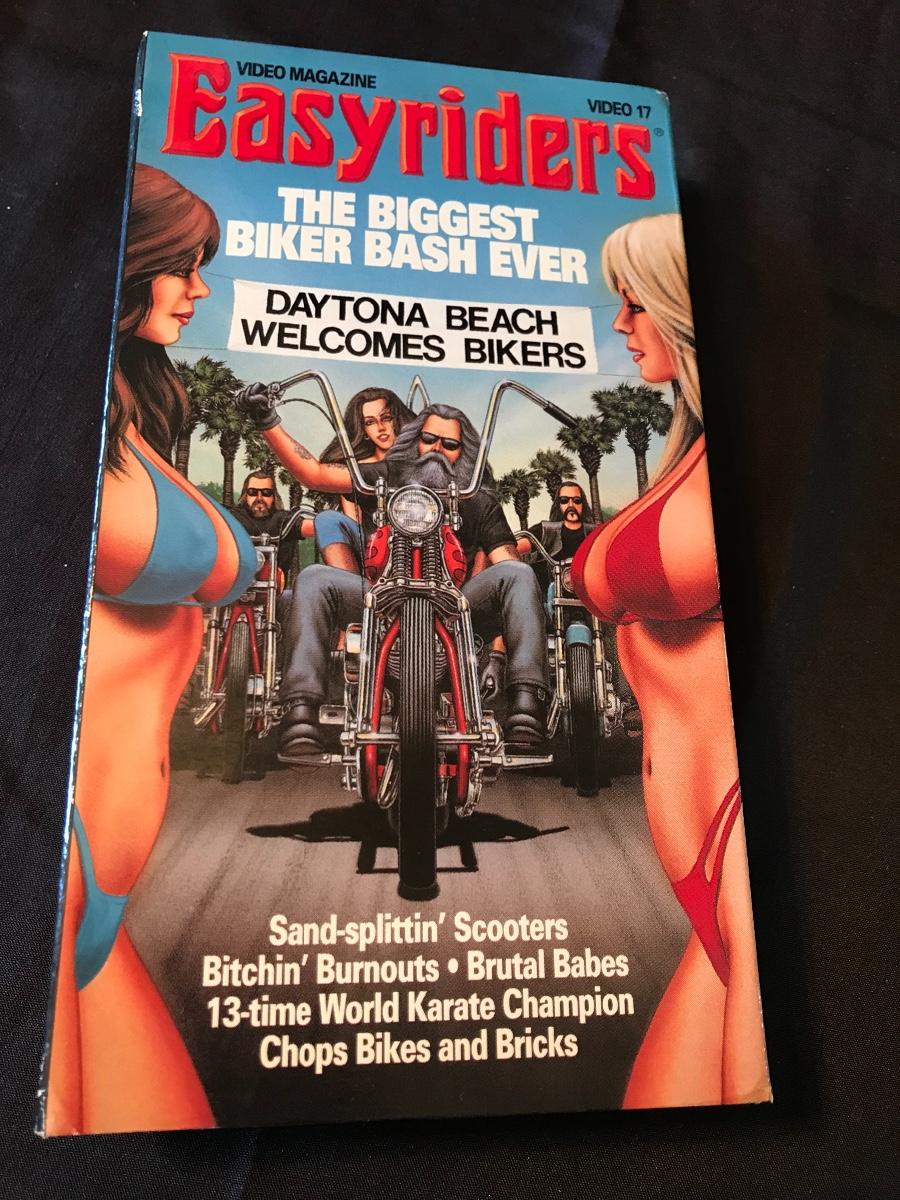 VIDEO MAGAZINE
VIDEO 17
Easyriders®
THE BIGGEST
BIKER BASH EVER
DAYTONA BEACH
WELCOMES BIKERS
Sand-splittin' Scooters
Bitchin' Burnouts • Brutal Babes
13-time World Karate Champion
Chops Bikes and Bricks